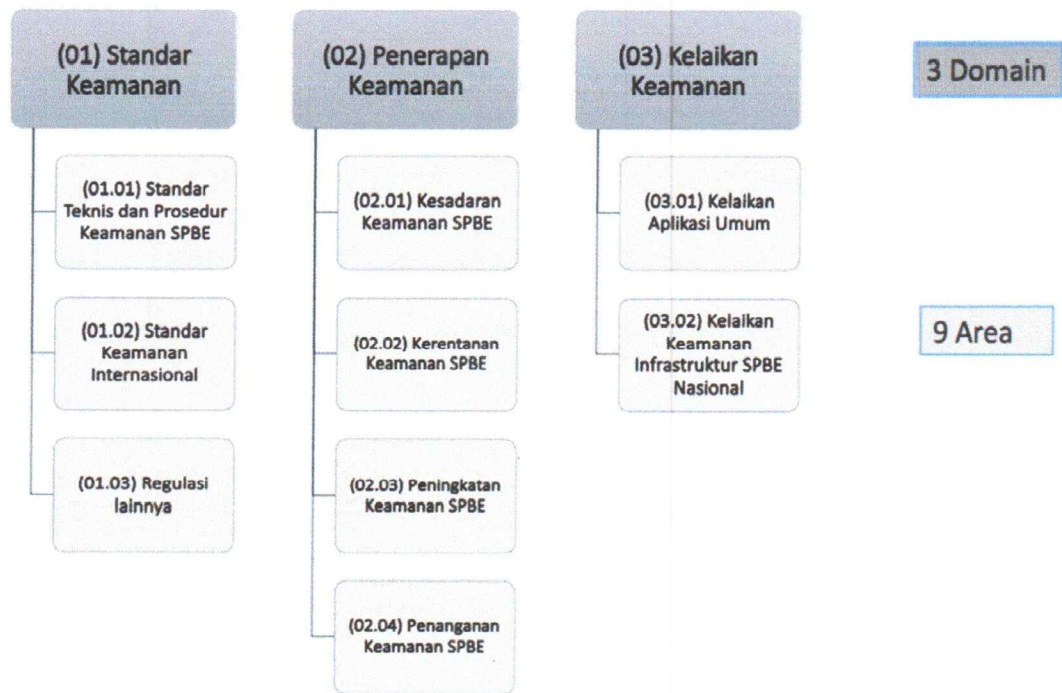 (01) Standar
Keamanan
(01.01) Standar
Teknis dan Prosedur
Keamanan SPBE
(01.02) Standar
Keamanan
Internasional
(01.03) Regulasi
lainnya
(02) Penerapan
Keamanan
(02.01) Kesadaran
Keamanan SPBE
(02.02) Kerentanan
Keamanan SPBE
(02.03) Peningkatan
Keamanan SPBE
(02.04) Penanganan
Keamanan SPBE
(03) Kelaikan
Keamanan
(03.01) Kelaikan
Aplikasi Umum
(03.02) Kelaikan
Keamanan
Infrastruktur SPBE
Nasional
3 Domain
9 Area